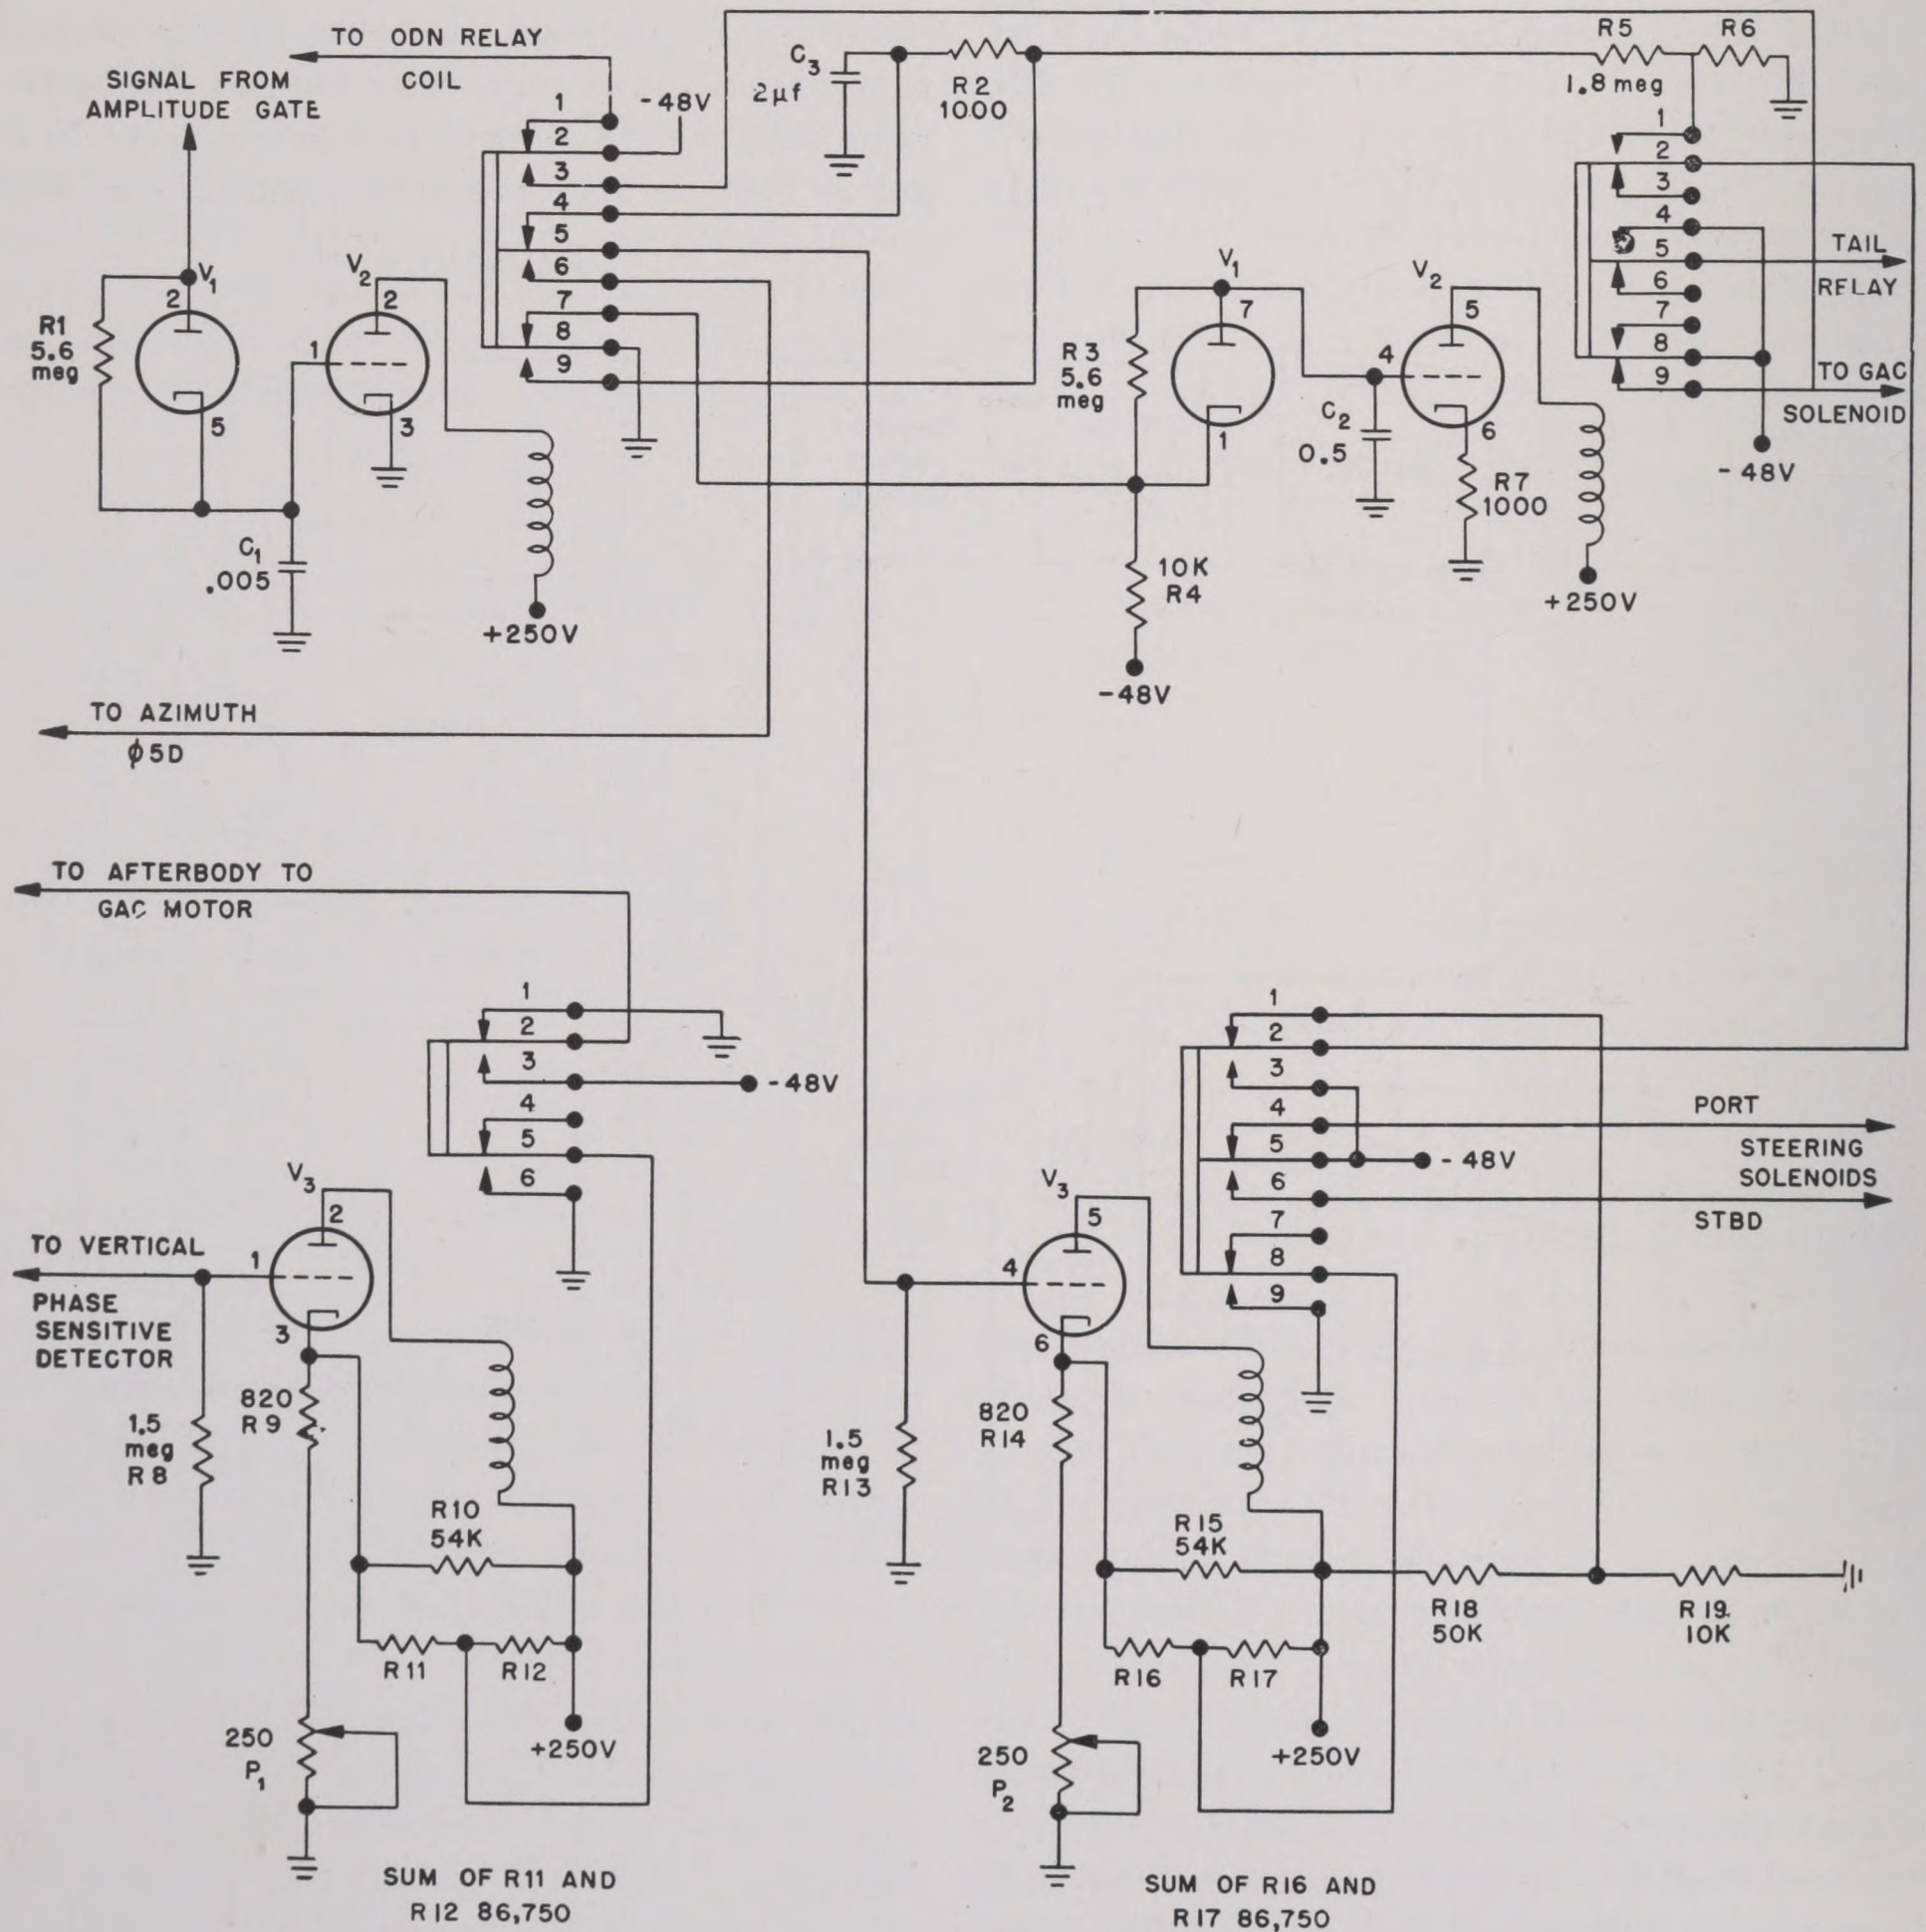 TO ODN RELAY
COIL
SIGNAL FROM
AMPLITUDE GATE
1
-48V
2
3
4
5
6
7
8
9
C3
2μf
R2
1000
R5
1.8 meg
R6
1
2
3
4
5
6
7
8
9
TAIL
RELAY
TO GAC
SOLENOID
-48V
V1
2
5
R1
5.6
meg
C1
.005
V2
2
1
3
+250V
V1
7
1
R3
5.6
meg
10K
R4
-48V
C2
0.5
V2
5
4
6
R7
1000
+250V
TO AZIMUTH
φ5D
TO AFTERBODY TO
GAC MOTOR
1
2
3
-48V
4
5
6
V3
2
1
3
TO VERTICAL
PHASE
SENSITIVE
DETECTOR
1.5
meg
R8
820
R9
R10
54K
R11
R12
250
P1
+250V
SUM OF R11 AND
R12 86,750
1
2
3
4
5
6
7
8
9
PORT
-48V
STEERING
SOLENOIDS
STBD
V3
5
4
6
1.5
meg
R13
820
R14
R15
54K
R16
R17
R18
50K
R19
10K
250
P2
+250V
SUM OF R16 AND
R17 86,750